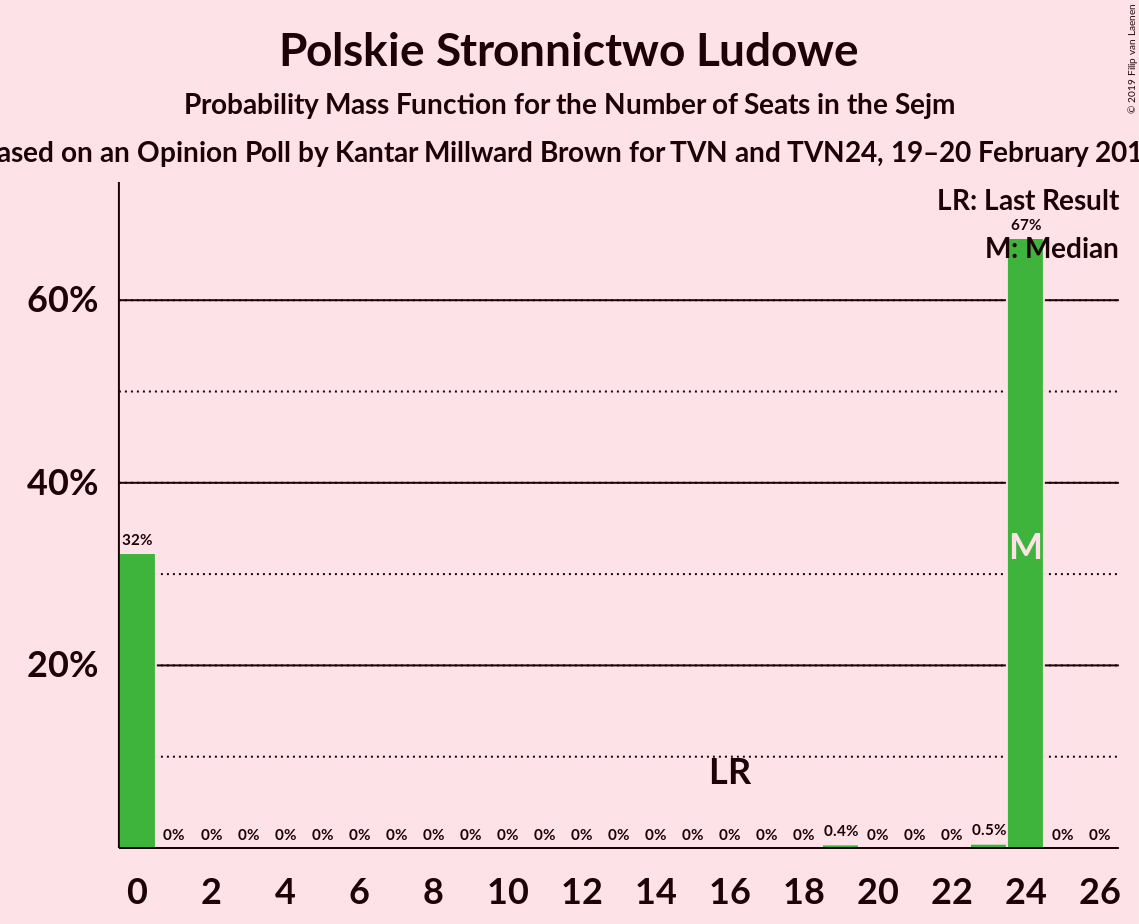 Polskie Stronnictwo Ludowe
Probability Mass Function for the Number of Seats in the Sejm
ased on an Opinion Poll by Kantar Millward Brown for TVN and TVN24, 19–20 February 201
© 2019 Filip van Laenen
LR: Last Result
67%
M: Median
60%
40%
M
32%
20%
LR
0% 0% 0% 0% 0% 0% 0% 0% 0% 0% 0% 0% 0% 0% 0% 0% 0% 0% 0.4% 0% 0% 0% 0.5% 0% 0%
0 2 4 6 8 10 12 14 16 18 20 22 24 26